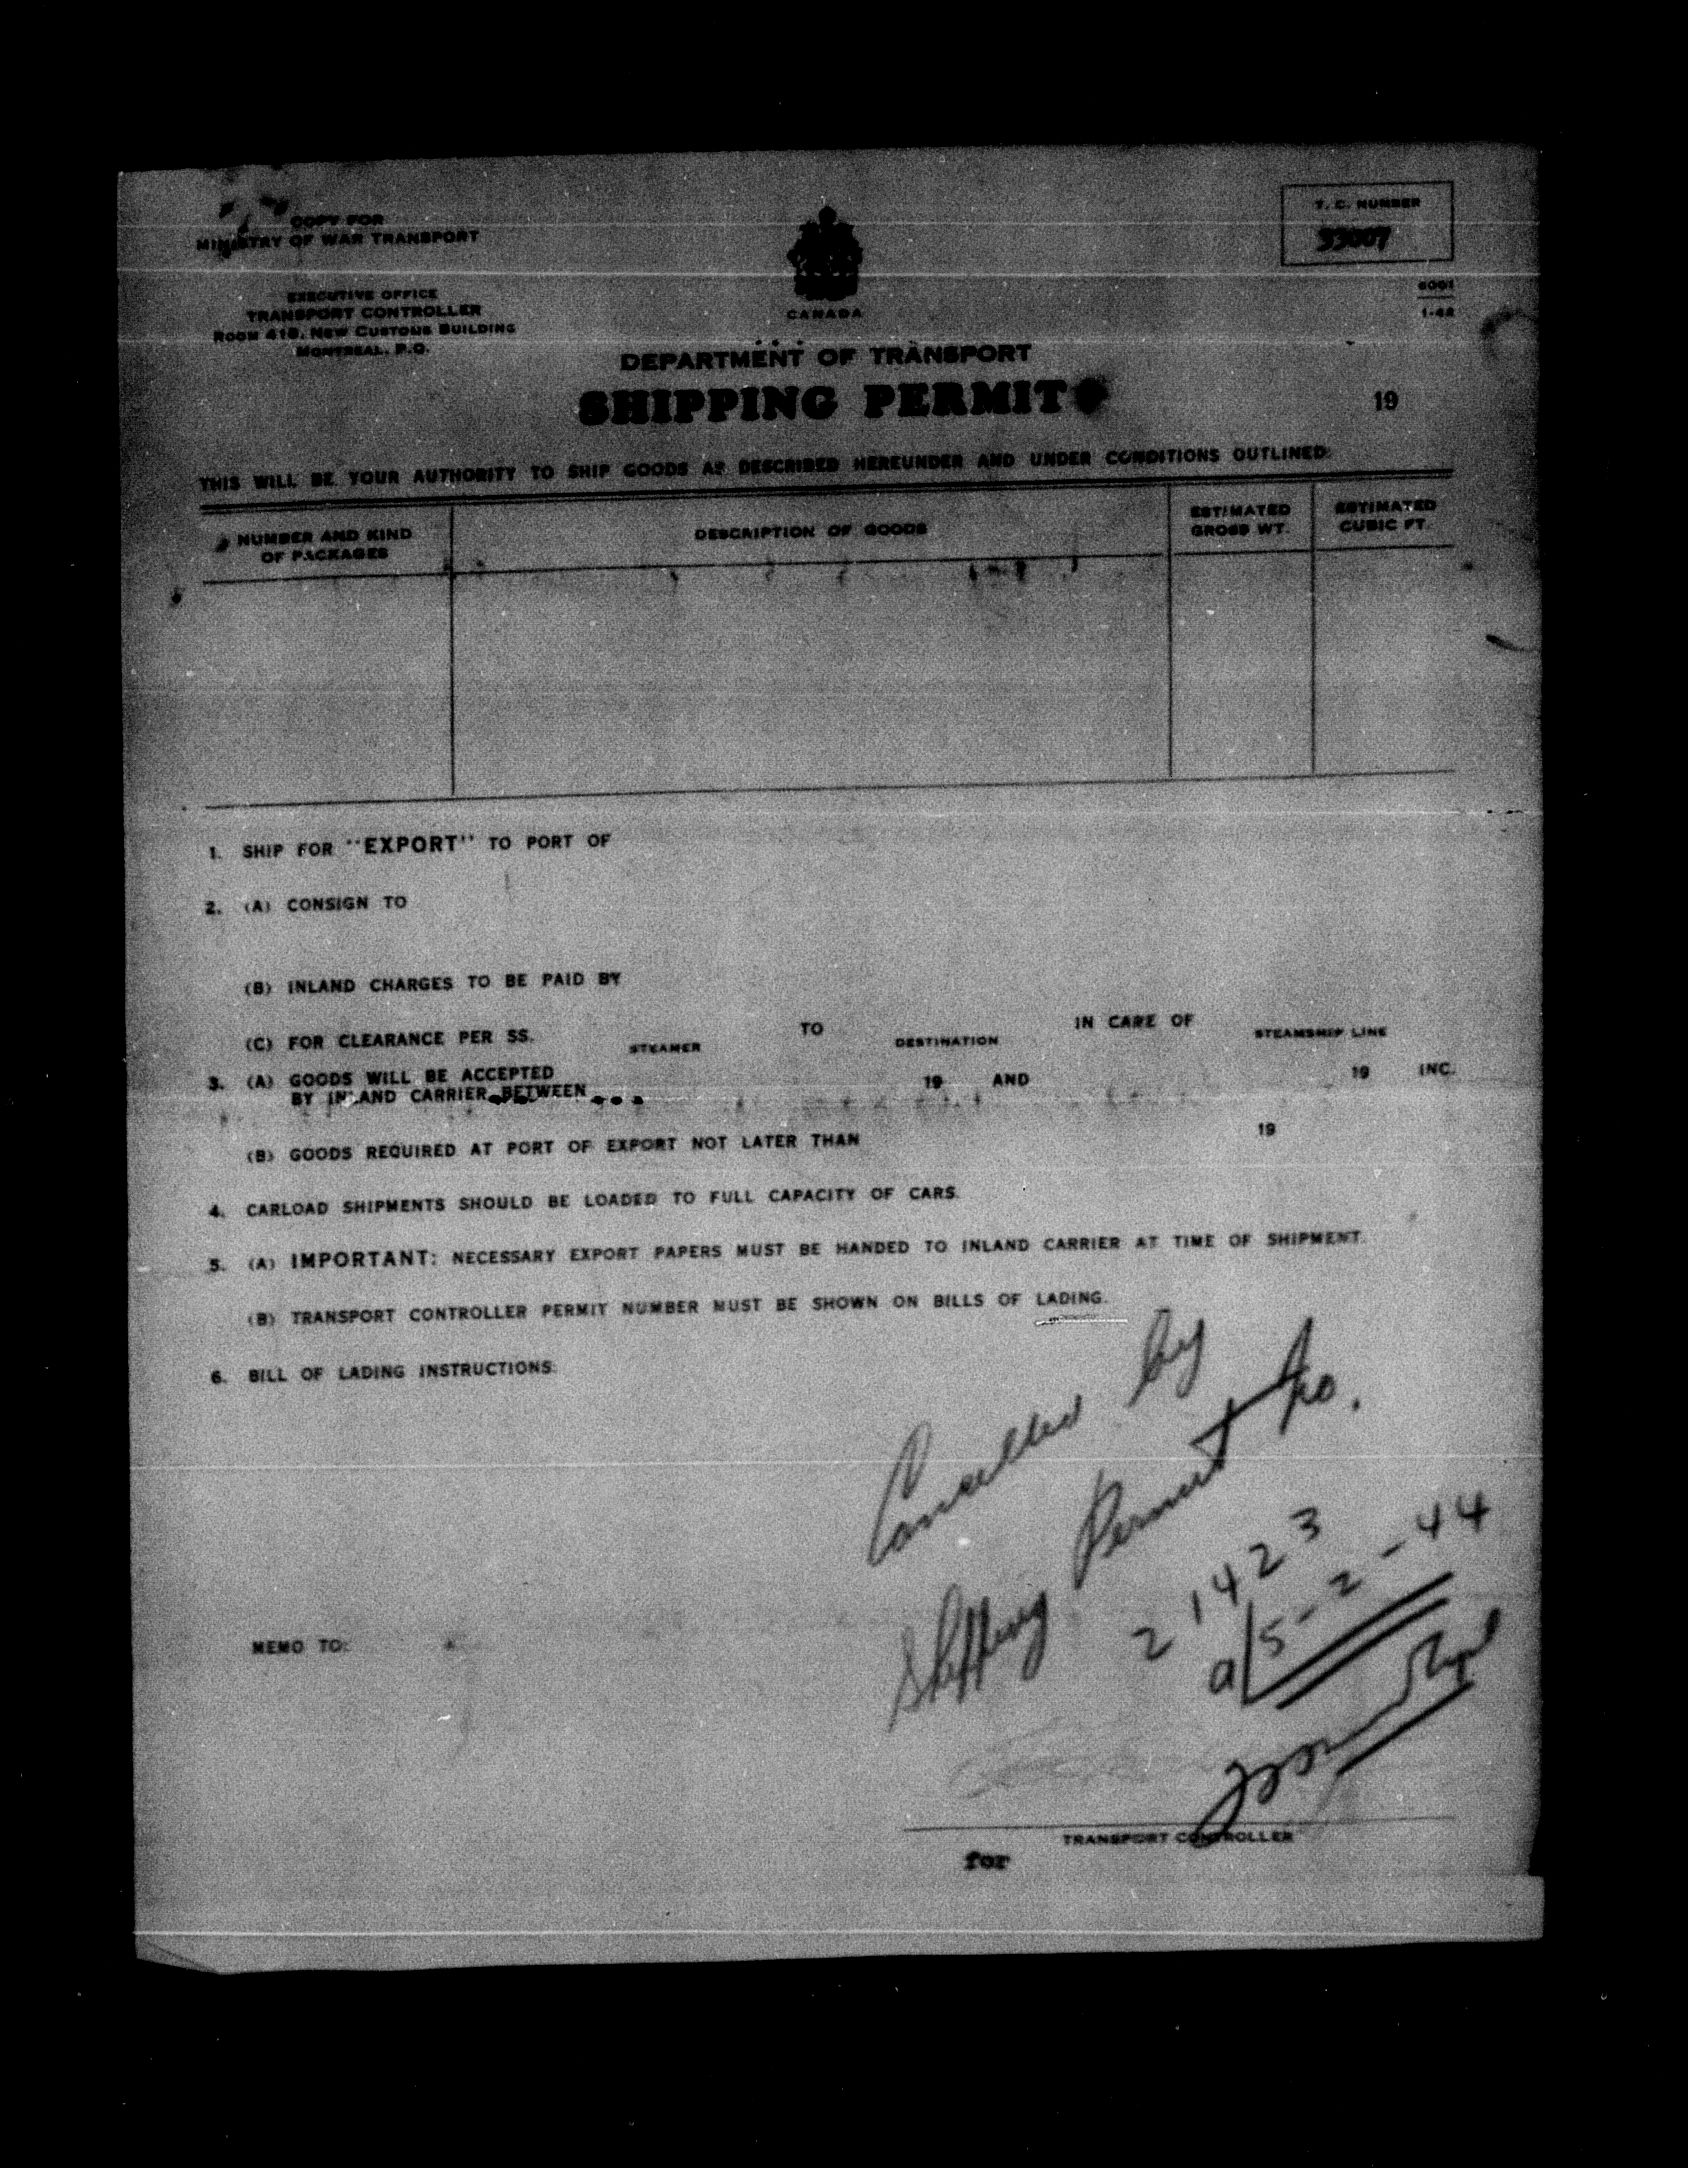 COPY FOR
MINISTRY OF WAR TRANSPORT
T. C. NUMBER
33007
EXECUTIVE OFFICE
TRANSPORT CONTROLLER
ROOM 418, NEW CUSTOMS BUILDING
MONTREAL, P.Q.
CANADA
6001
1-42
DEPARTMENT OF TRANSPORT
SHIPPING PERMIT
19
THIS WILL BE YOUR AUTHORITY TO SHIP GOODS AS DESCRIBED HEREUNDER AND UNDER CONDITIONS OUTLINED:
NUMBER AND KIND
OF PACKAGES
DESCRIPTION OF GOODS
ESTIMATED
GROSS WT.
ESTIMATED
CUBIC FT.
1. SHIP FOR "EXPORT" TO PORT OF
2. (A) CONSIGN TO
(B) INLAND CHARGES TO BE PAID BY
(C) FOR CLEARANCE PER SS. TO IN CARE OF
STEAMER DESTINATION STEAMSHIP LINE
3. (A) GOODS WILL BE ACCEPTED
BY INLAND CARRIER BETWEEN 19 AND 19 INC.
(B) GOODS REQUIRED AT PORT OF EXPORT NOT LATER THAN 19
4. CARLOAD SHIPMENTS SHOULD BE LOADED TO FULL CAPACITY OF CARS.
5. (A) IMPORTANT: NECESSARY EXPORT PAPERS MUST BE HANDED TO INLAND CARRIER AT TIME OF SHIPMENT.
(B) TRANSPORT CONTROLLER PERMIT NUMBER MUST BE SHOWN ON BILLS OF LADING.
6. BILL OF LADING INSTRUCTIONS:
Cancelled by
Shipping Permit No.
21423
a/5-2-44
MEMO TO:
TRANSPORT CONTROLLER
for